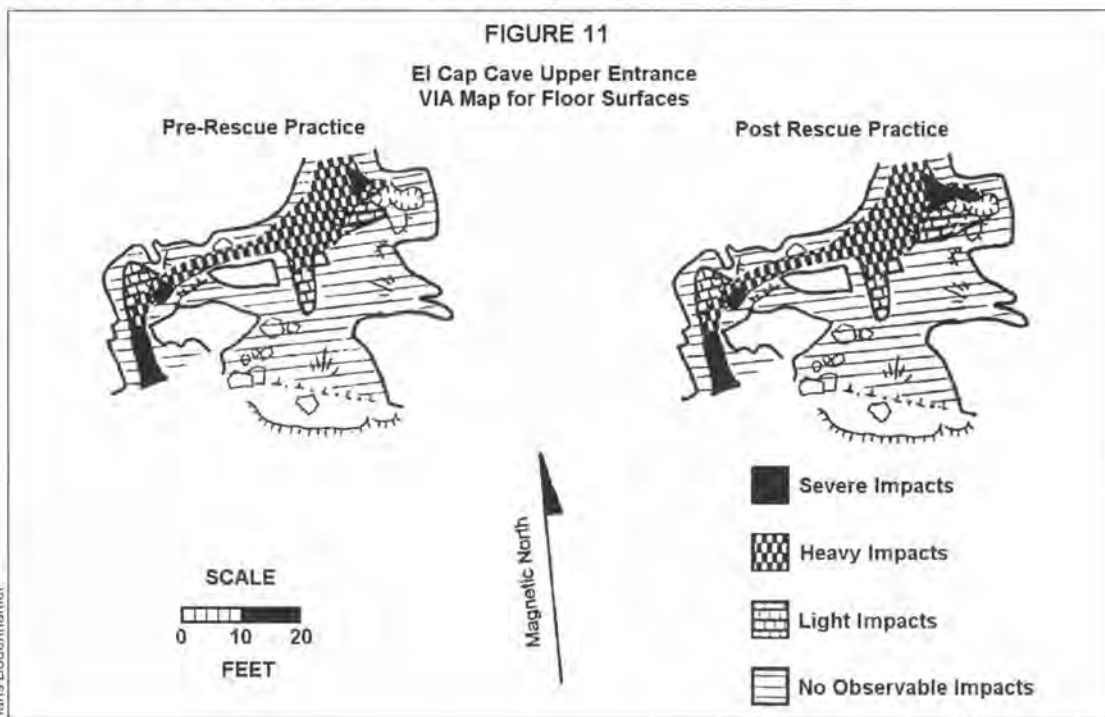 FIGURE 11
El Cap Cave Upper Entrance
VIA Map for Floor Surfaces
Pre-Rescue Practice
Post Rescue Practice
Magnetic North
SCALE
0 10 20
FEET
Severe Impacts
Heavy Impacts
Light Impacts
No Observable Impacts